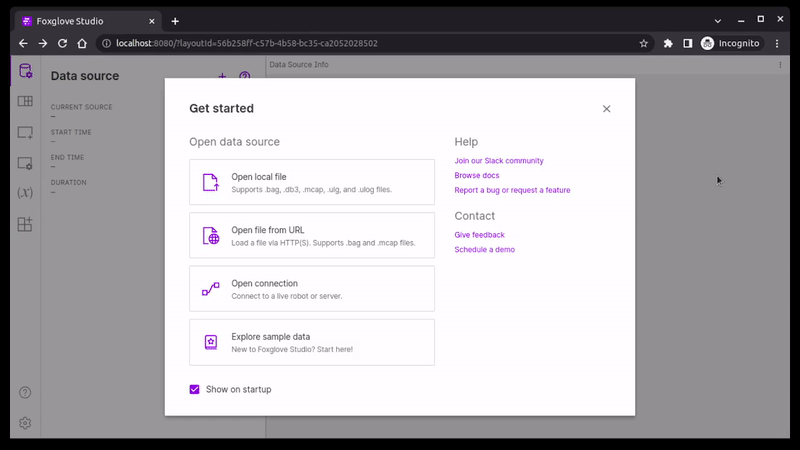 Foxglove Studio
localhost:8080/?layoutId=56b258ff-c57b-4b58-bc35-ca2052028502
Incognito
Data source
Data Source Info
CURRENT SOURCE
–
START TIME
–
END TIME
–
DURATION
–
Get started
Open data source
Open local file
Supports .bag, .db3, .mcap, .ulg, and .ulog files.
Open file from URL
Load a file via HTTP(S). Supports .bag and .mcap files.
Open connection
Connect to a live robot or server.
Explore sample data
New to Foxglove Studio? Start here!
Show on startup
Help
Join our Slack community
Browse docs
Report a bug or request a feature
Contact
Give feedback
Schedule a demo